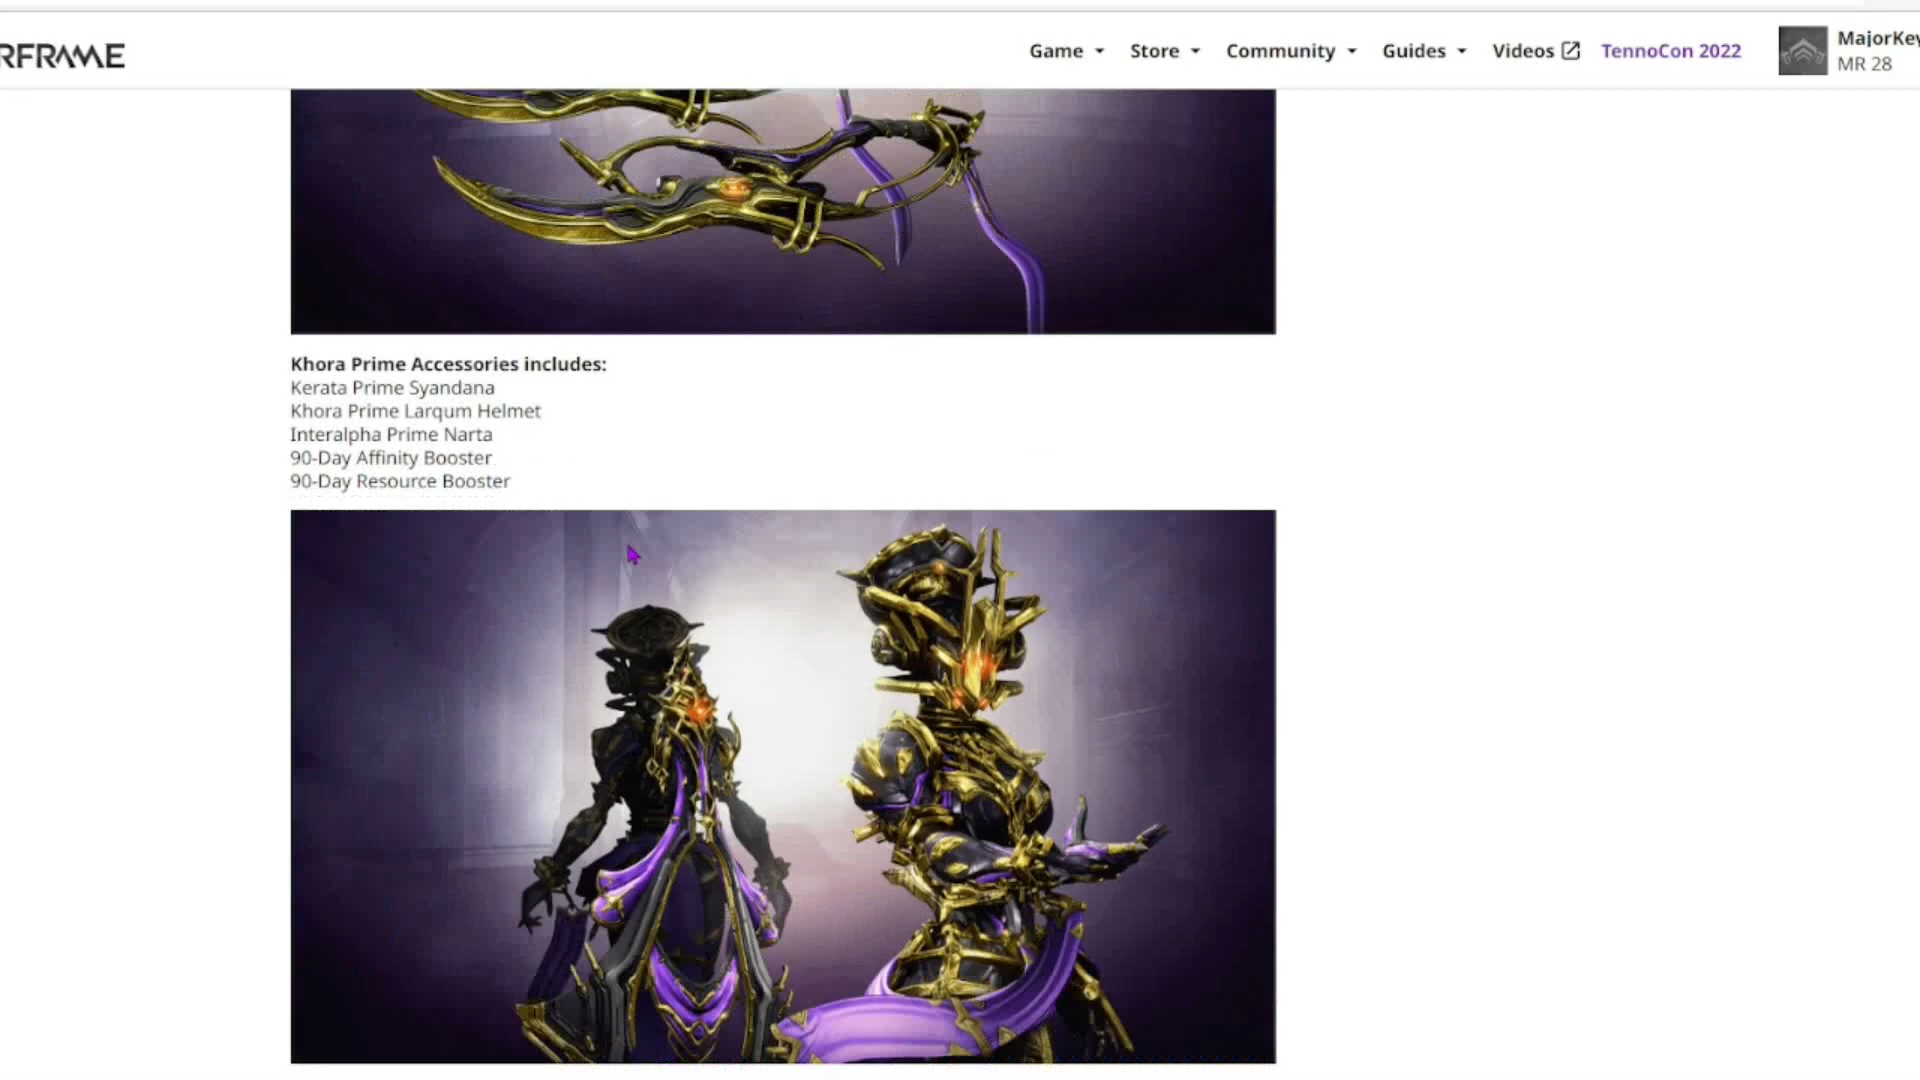 RFRAME
Game Store Community Guides Videos TennoCon 2022
MajorKey
MR 28
Khora Prime Accessories includes:
Kerata Prime Syandana
Khora Prime Larqum Helmet
Interalpha Prime Narta
90-Day Affinity Booster
90-Day Resource Booster